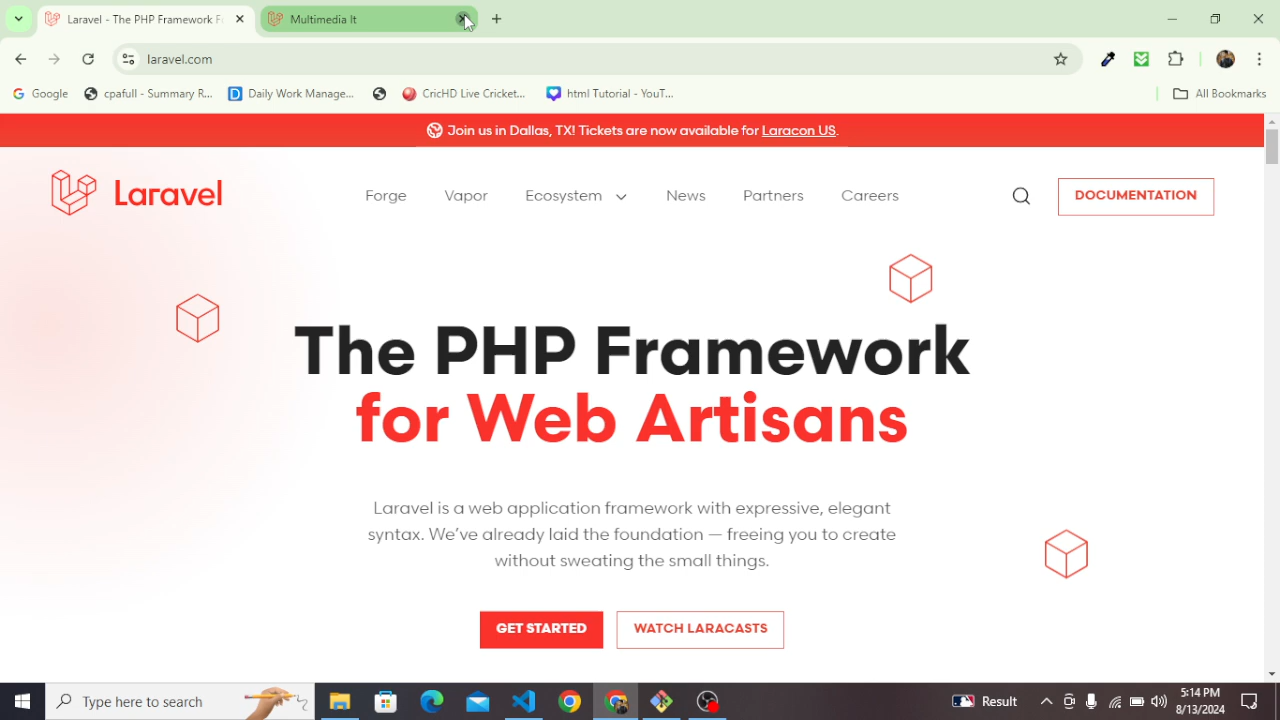 Laravel - The PHP Framework F
Multimedia It
laravel.com
Google
cpafull - Summary R...
Daily Work Manage...
CricHD Live Cricket...
html Tutorial - YouT...
All Bookmarks
Join us in Dallas, TX! Tickets are now available for Laracon US.
Laravel
Forge
Vapor
Ecosystem
News
Partners
Careers
DOCUMENTATION
The PHP Framework
for Web Artisans
Laravel is a web application framework with expressive, elegant
syntax. We’ve already laid the foundation — freeing you to create
without sweating the small things.
GET STARTED
WATCH LARACASTS
Type here to search
Result
5:14 PM
8/13/2024